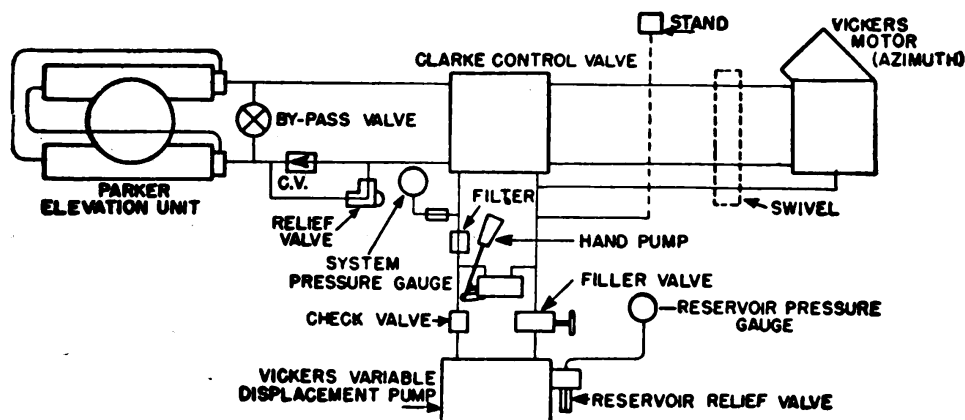 STAND
VICKERS
MOTOR
(AZIMUTH)
CLARKE CONTROL VALVE
BY-PASS VALVE
C.V.
PARKER
ELEVATION UNIT
RELIEF
VALVE
FILTER
SWIVEL
HAND PUMP
SYSTEM
PRESSURE GAUGE
FILLER VALVE
RESERVOIR PRESSURE
GAUGE
CHECK VALVE
VICKERS VARIABLE
DISPLACEMENT PUMP
RESERVOIR RELIEF VALVE